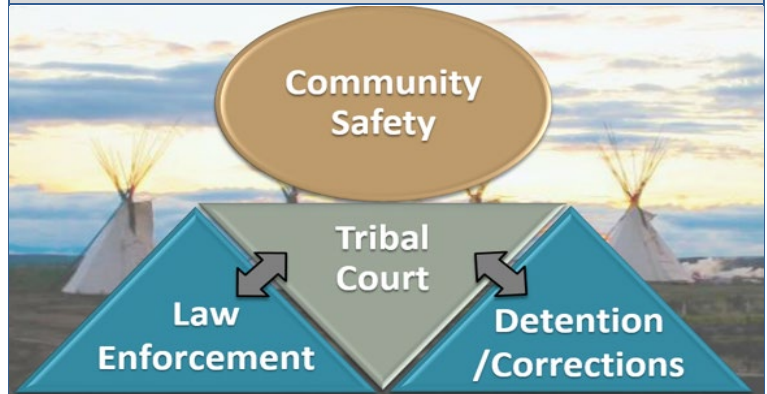 Community
Safety
Tribal
Court
Law
Enforcement
Detention
/Corrections